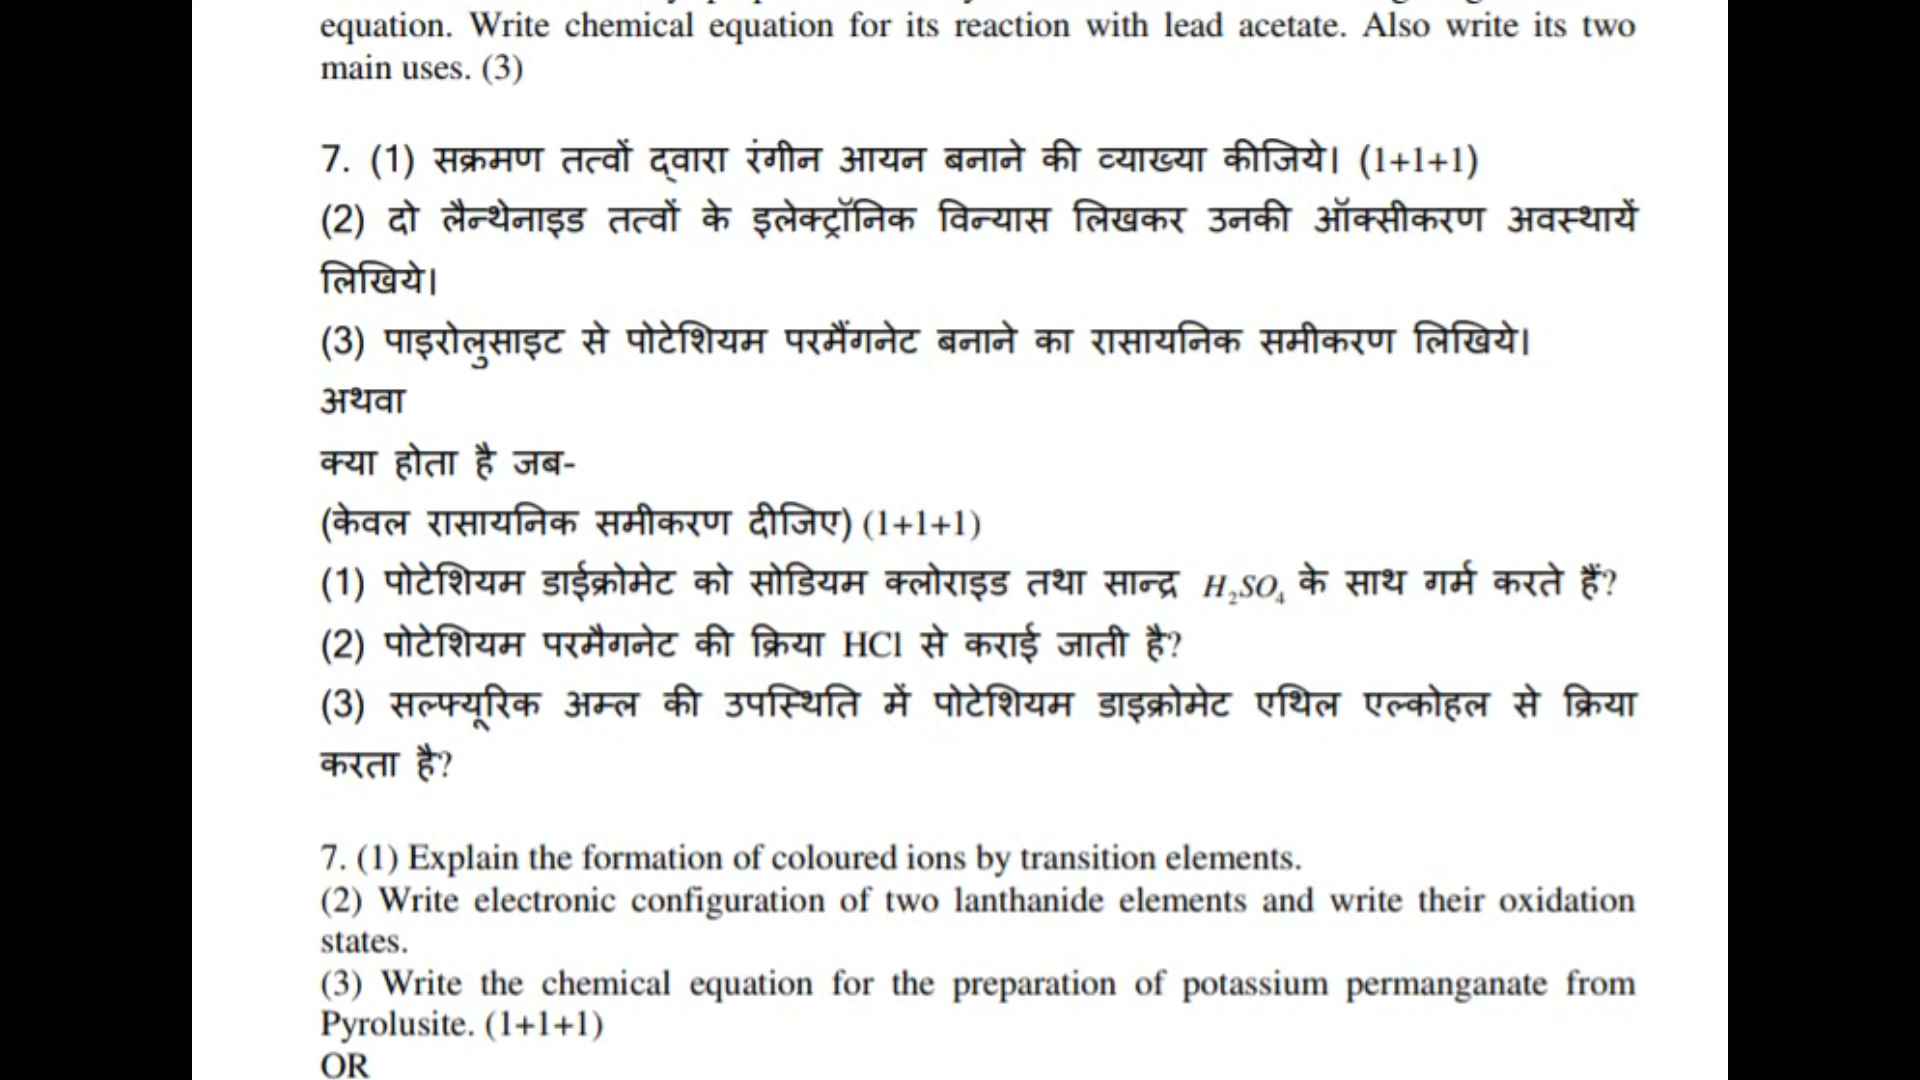 equation. Write chemical equation for its reaction with lead acetate. Also write its two
main uses. (3)
7. (1) सक्रमण तत्वों द्वारा रंगीन आयन बनाने की व्याख्या कीजिये। (1+1+1)
(2) दो लैन्थेनाइड तत्वों के इलेक्ट्रॉनिक विन्यास लिखकर उनकी ऑक्सीकरण अवस्थायें
लिखिये।
(3) पाइरोलुसाइट से पोटेशियम परमैंगनेट बनाने का रासायनिक समीकरण लिखिये।
अथवा
क्या होता है जब-
(केवल रासायनिक समीकरण दीजिए) (1+1+1)
(1) पोटेशियम डाईक्रोमेट को सोडियम क्लोराइड तथा सान्द्र H₂SO₄ के साथ गर्म करते हैं?
(2) पोटेशियम परमैगनेट की क्रिया HCl से कराई जाती है?
(3) सल्फ्यूरिक अम्ल की उपस्थिति में पोटेशियम डाइक्रोमेट एथिल एल्कोहल से क्रिया
करता है?
7. (1) Explain the formation of coloured ions by transition elements.
(2) Write electronic configuration of two lanthanide elements and write their oxidation
states.
(3) Write the chemical equation for the preparation of potassium permanganate from
Pyrolusite. (1+1+1)
OR